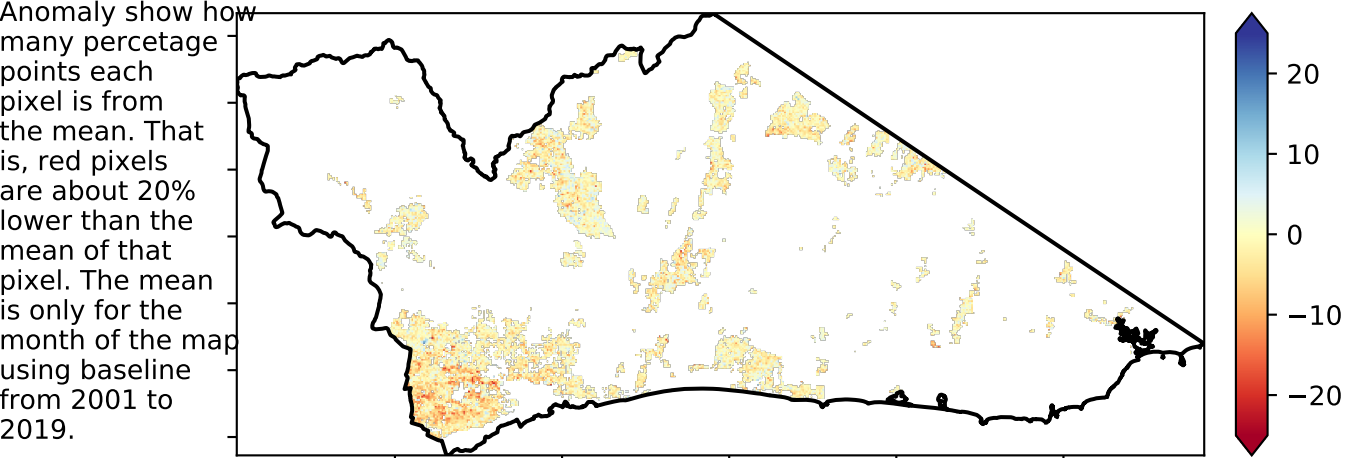 Anomaly show how
many percetage
points each
pixel is from
the mean. That
is, red pixels
are about 20%
lower than the
mean of that
pixel. The mean
is only for the
month of the map
using baseline
from 2001 to
2019.
20
10
0
−10
−20